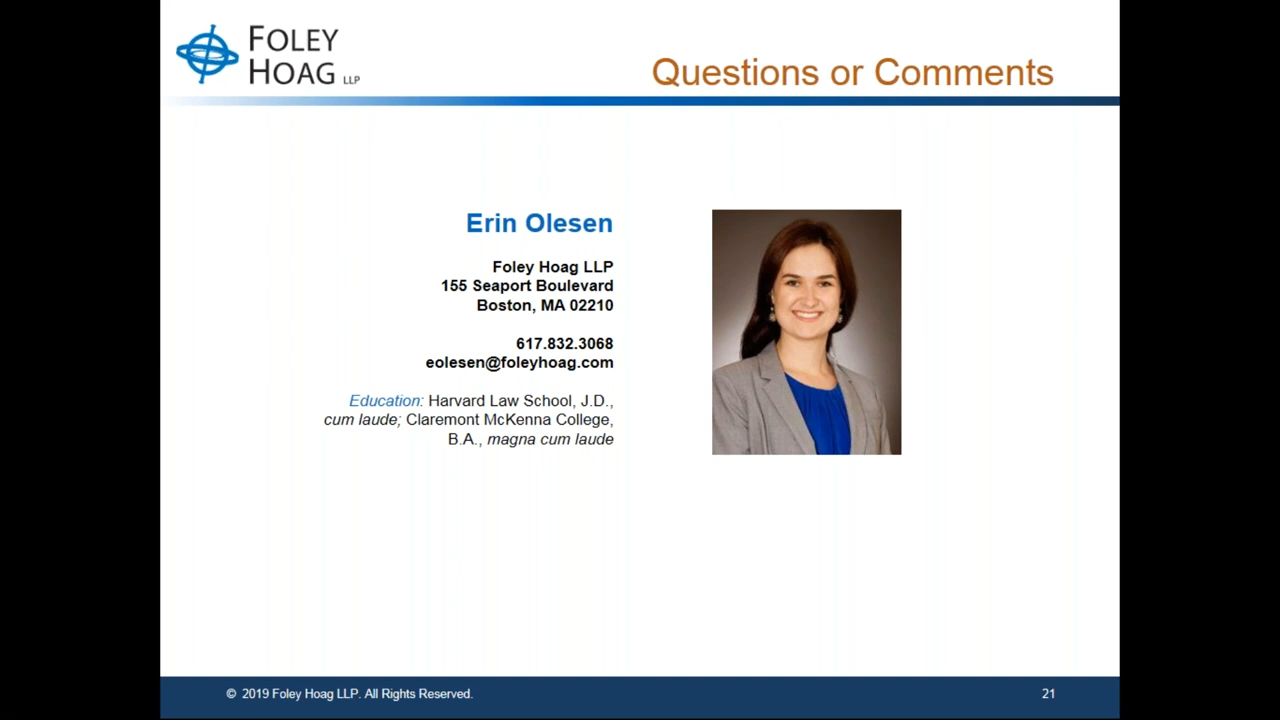 FOLEY
HOAG LLP
Questions or Comments
Erin Olesen
Foley Hoag LLP
155 Seaport Boulevard
Boston, MA 02210
617.832.3068
eolesen@foleyhoag.com
Education: Harvard Law School, J.D.,
cum laude; Claremont McKenna College,
B.A., magna cum laude
© 2019 Foley Hoag LLP. All Rights Reserved.
21